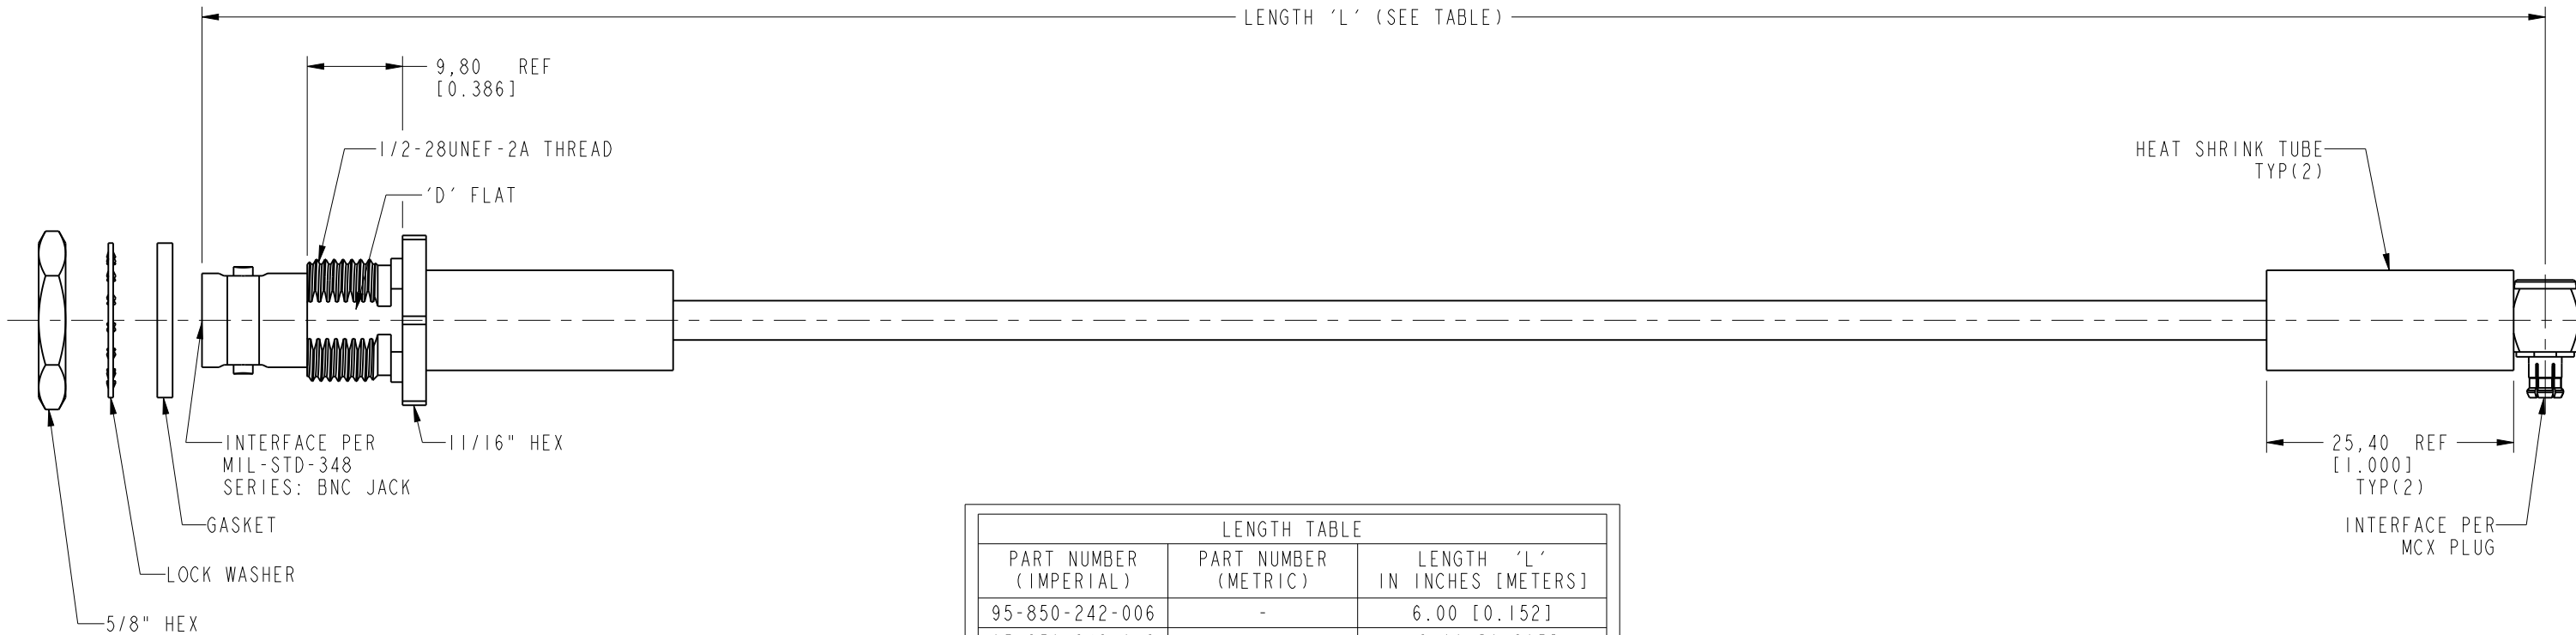 LENGTH 'L' (SEE TABLE)
9,80 REF
[0.386]
1/2-28UNEF-2A THREAD
'D' FLAT
HEAT SHRINK TUBE
TYP(2)
INTERFACE PER
MIL-STD-348
SERIES: BNC JACK
11/16" HEX
GASKET
LOCK WASHER
5/8" HEX
25,40 REF
[1.000]
TYP(2)
INTERFACE PER
MCX PLUG
LENGTH TABLE
PART NUMBER (IMPERIAL)
PART NUMBER (METRIC)
LENGTH 'L' IN INCHES [METERS]
95-850-242-006 - 6.00 [0.152]